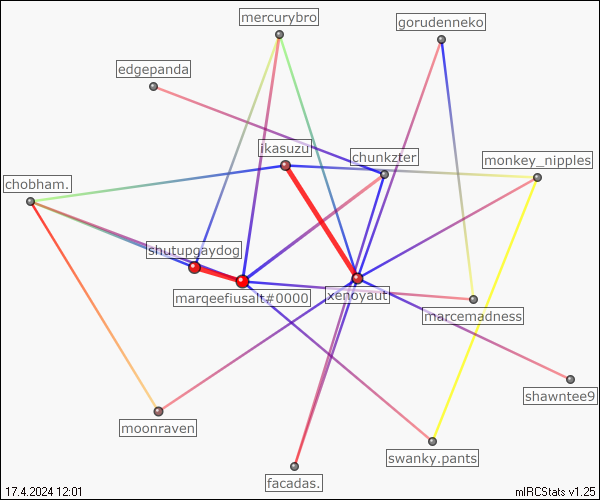 mercurybro
gorudenneko
edgepanda
ikasuzu
chunkzter
monkey_nipples
chobham.
shutupgaydog
marqeefiusalt#0000
xenoyaut
marcemadness
shawntee9
moonraven
swanky.pants
facadas.
17.4.2024 12:01
mIRCStats v1.25